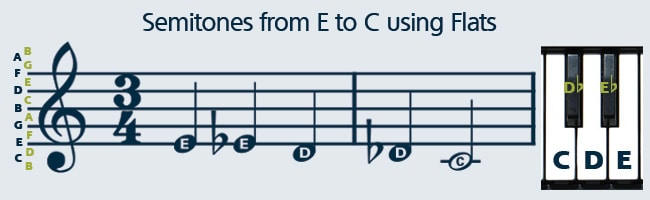 Semitones from E to C using Flats
B
A
G
F
E
D
C
B
A
G
F
E
D
C
B
3
4
E ♭E D ♭D C
D♭ E♭
C D E